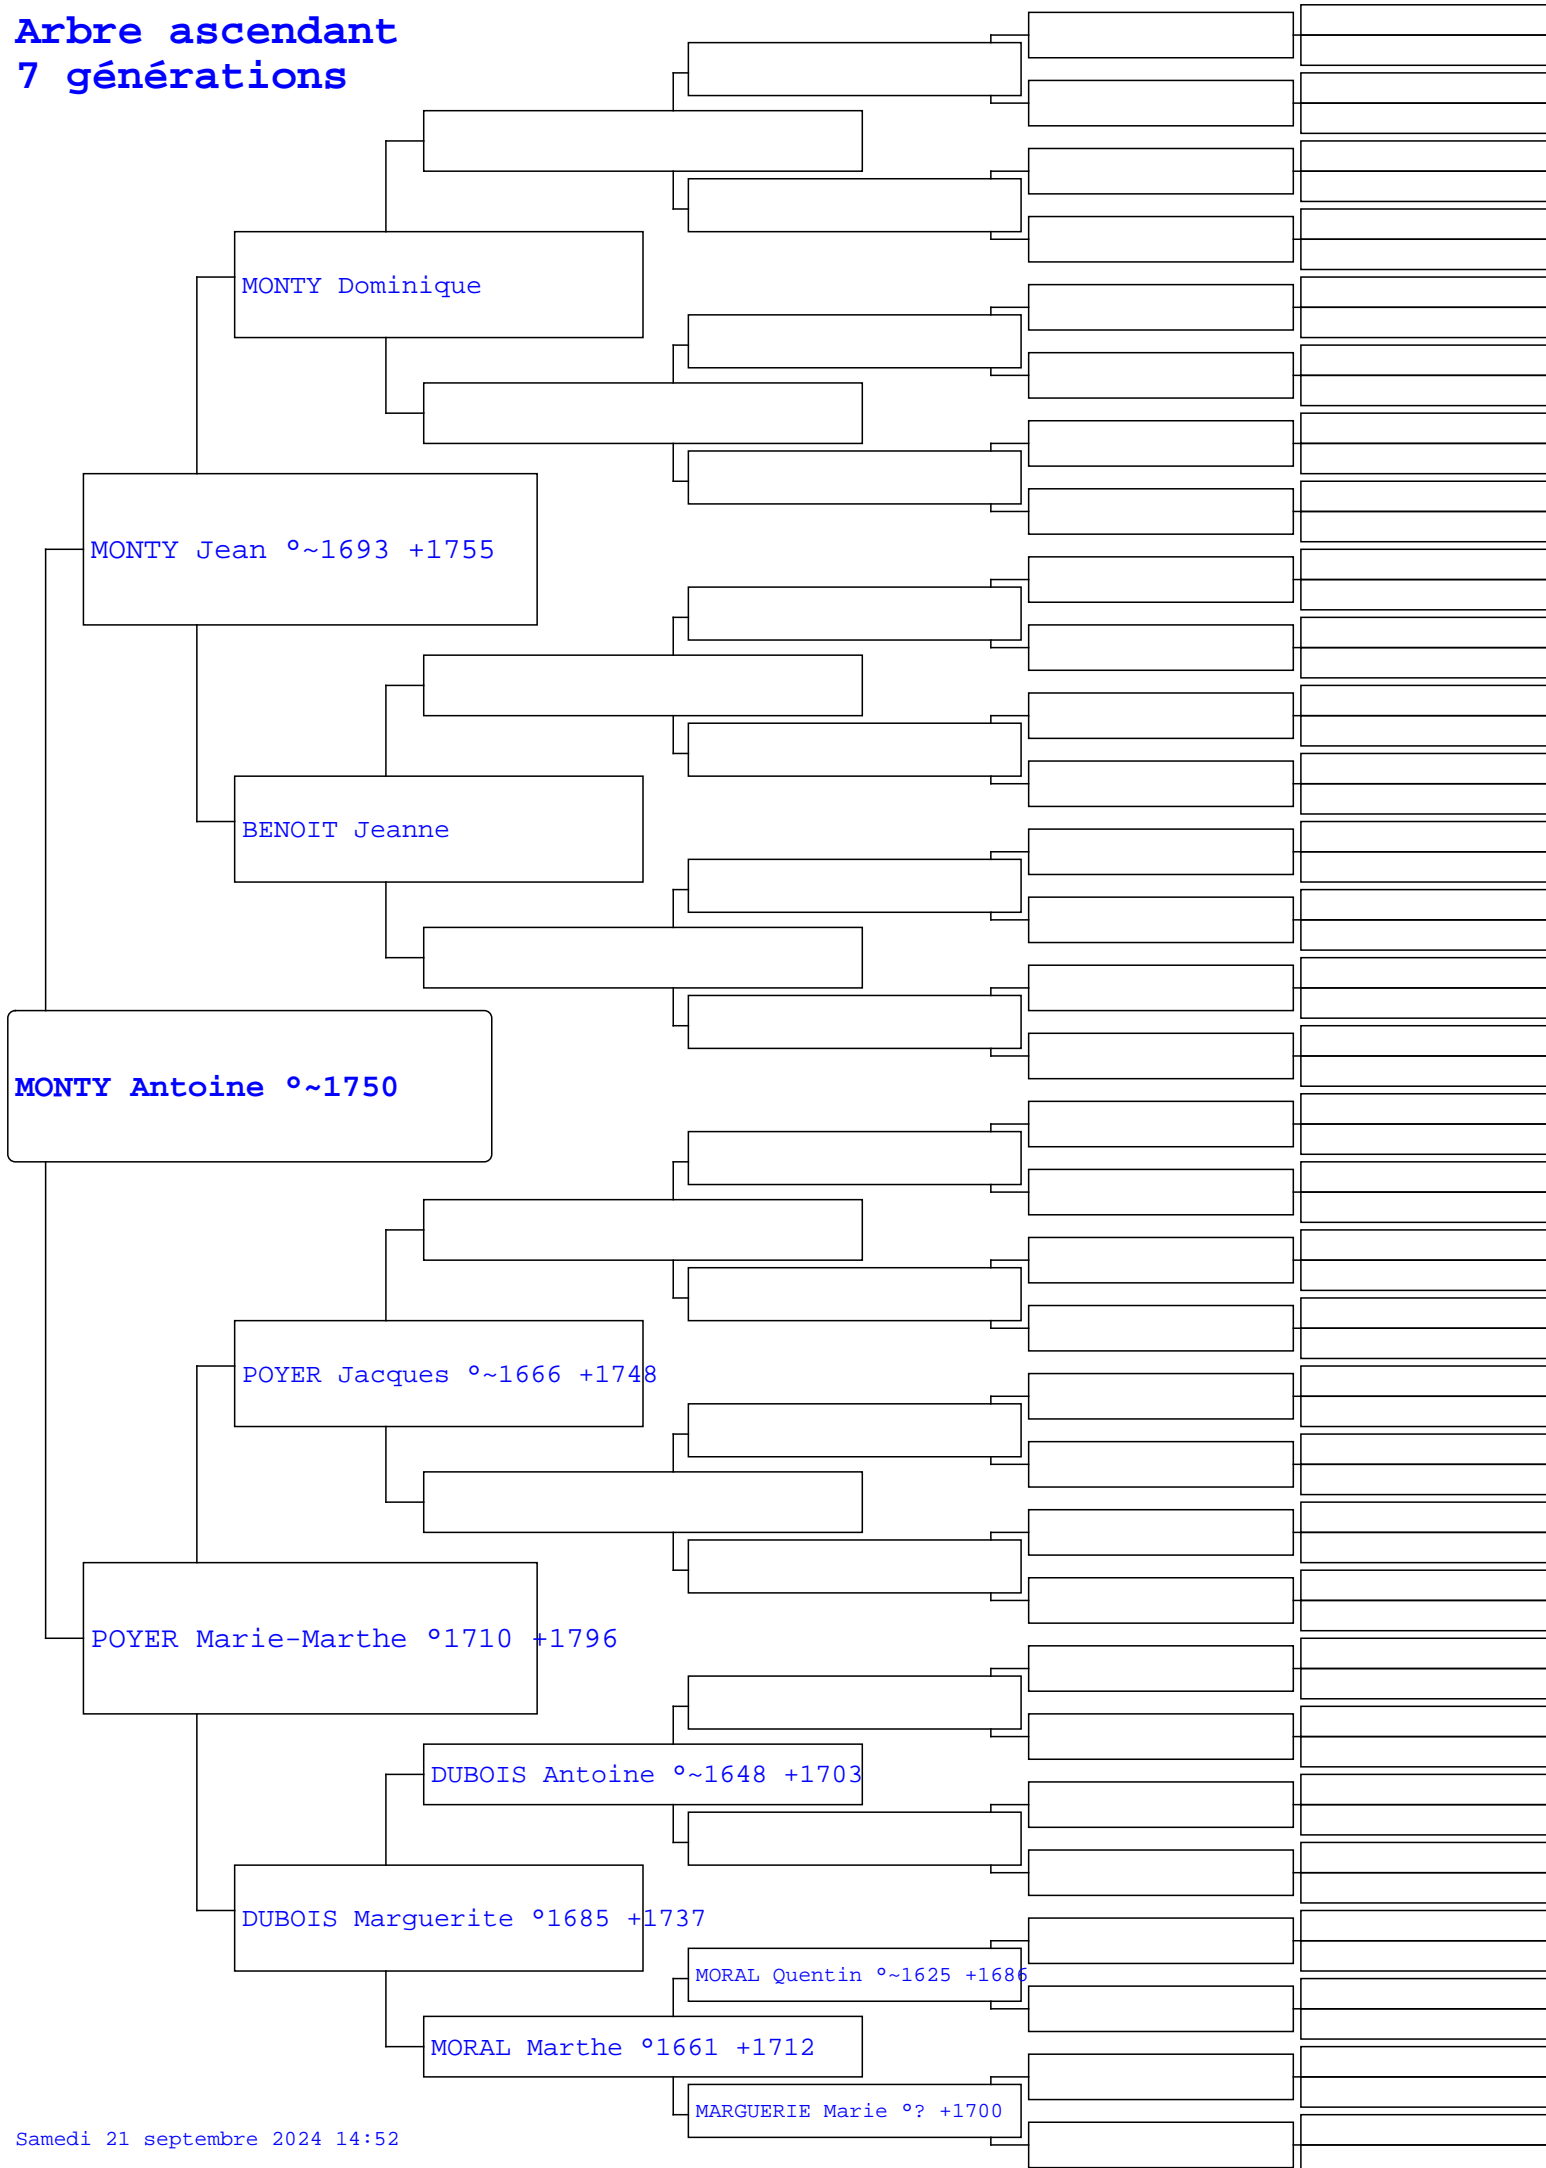 Arbre ascendant
7 générations
MONTY Dominique
MONTY Jean °~1693 +1755
BENOIT Jeanne
MONTY Antoine °~1750
POYER Jacques °~1666 +1748
POYER Marie-Marthe °1710 +1796
DUBOIS Antoine °~1648 +1703
DUBOIS Marguerite °1685 +1737
MORAL Quentin °~1625 +1686
MORAL Marthe °1661 +1712
MARGUERIE Marie °? +1700
Samedi 21 septembre 2024 14:52